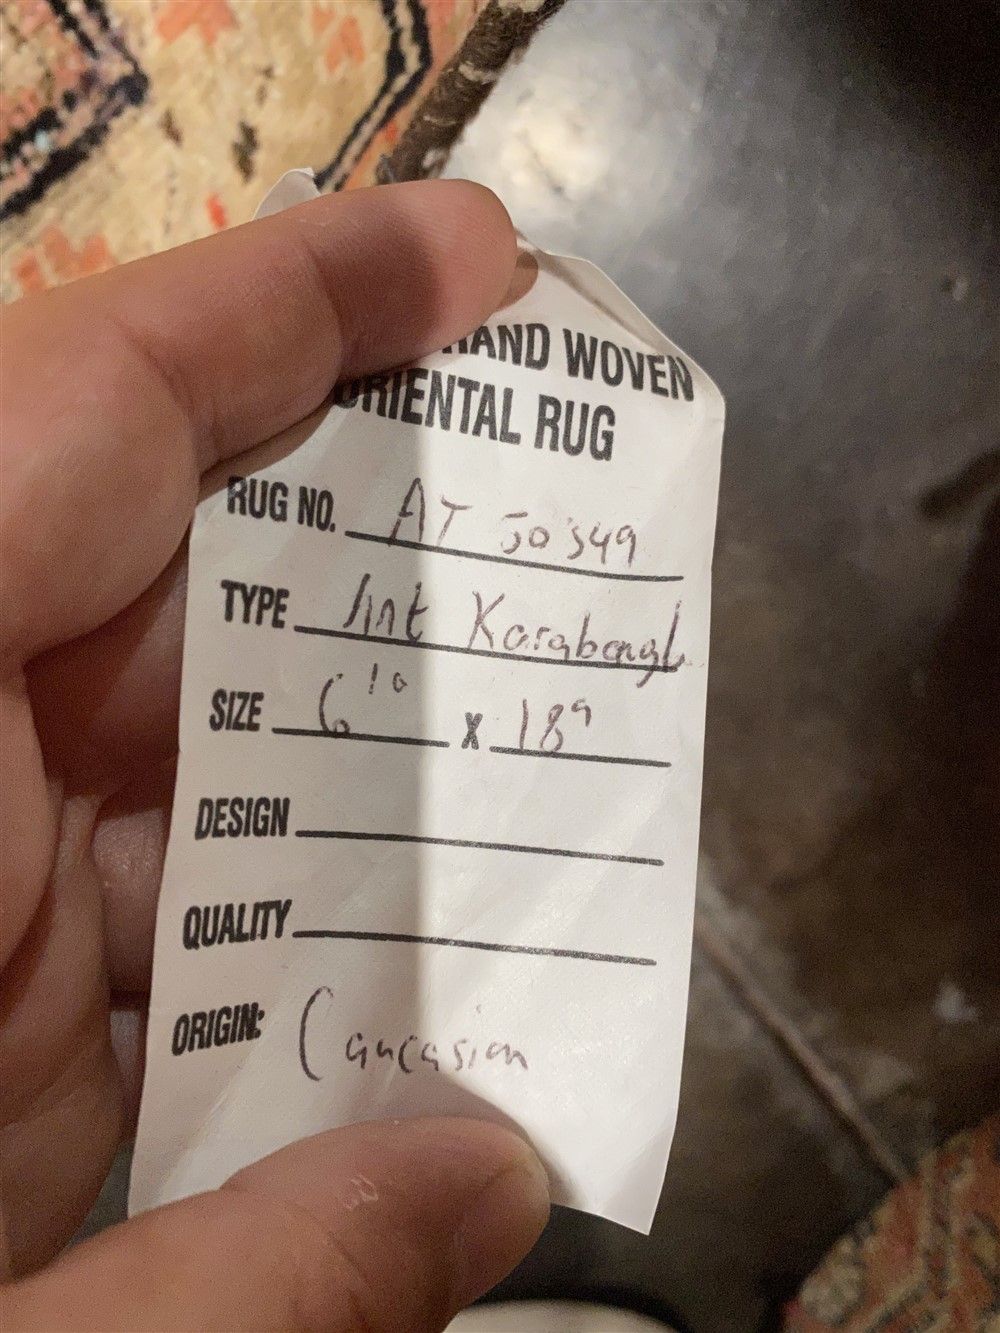 HAND WOVEN
ORIENTAL RUG
RUG NO. AT 50549
TYPE Ant Karabagh
SIZE 6'10 X 18'9
DESIGN
QUALITY
ORIGIN: Caucasian